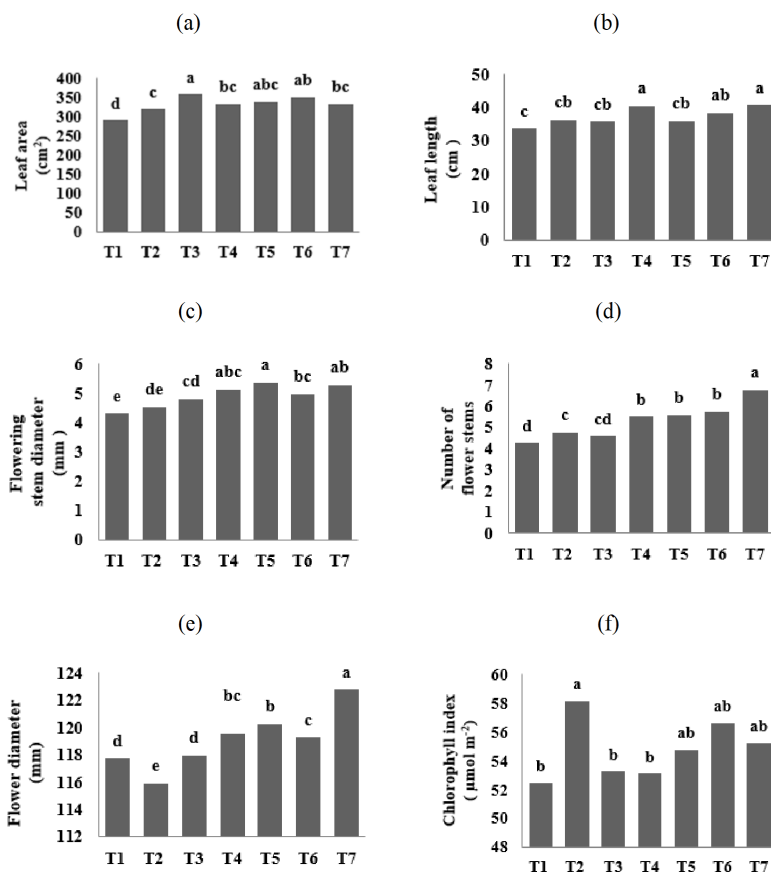 (a)
Leaf area
(cm2)
400
350
300
250
200
150
100
50
0
d c a bc abc ab bc
T1 T2 T3 T4 T5 T6 T7
(b)
Leaf length
(cm )
50
40
30
20
10
0
c cb cb a cb ab a
T1 T2 T3 T4 T5 T6 T7
(c)
Flowering
stem diameter
(mm )
6
5
4
3
2
1
0
e de cd abc a bc ab
T1 T2 T3 T4 T5 T6 T7
(d)
Number of
flower stems
8
7
6
5
4
3
2
1
0
d c cd b b b a
T1 T2 T3 T4 T5 T6 T7
(e)
Flower diameter
(mm)
124
122
120
118
116
114
112
d e d bc b c a
T1 T2 T3 T4 T5 T6 T7
(f)
Chlorophyll index
( µmol m-2)
60
58
56
54
52
50
48
b a b b ab ab ab
T1 T2 T3 T4 T5 T6 T7